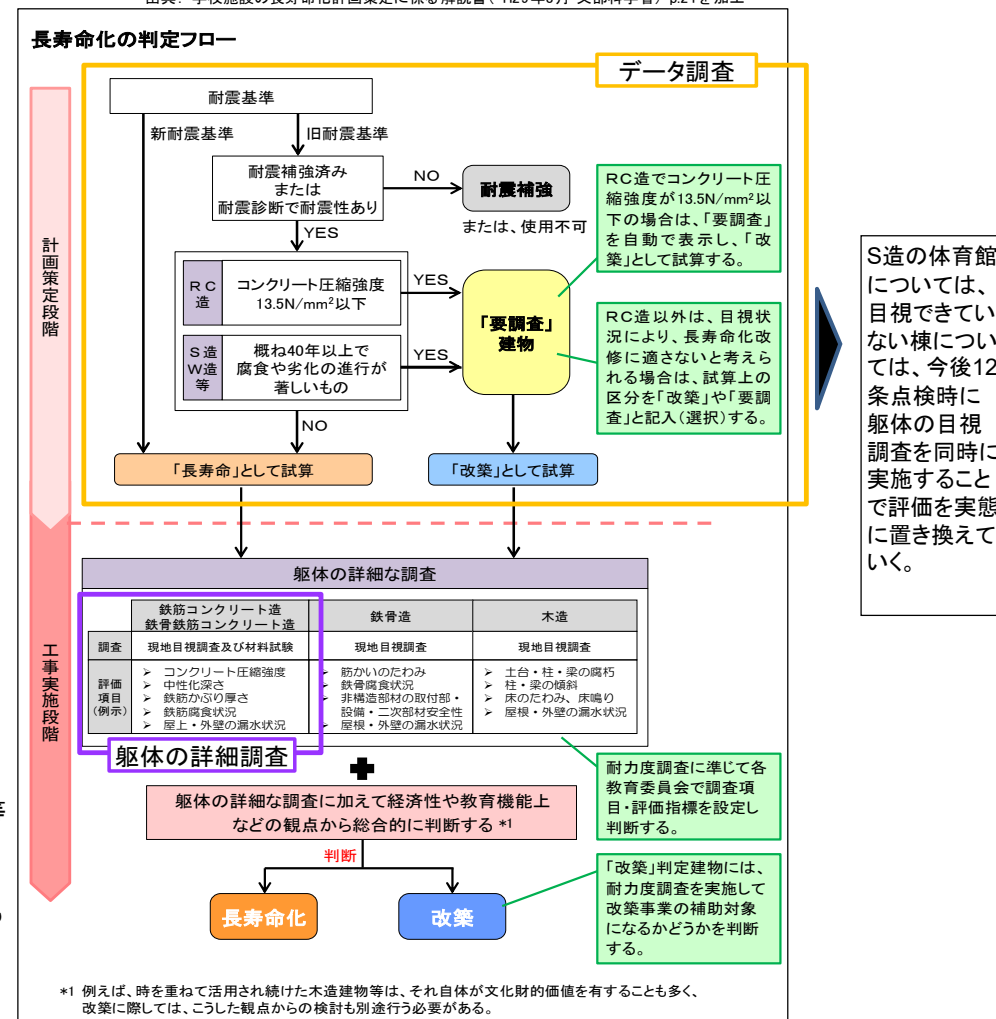 長寿命化の判定フロー
データ調査
計画策定段階
耐震基準
新耐震基準
旧耐震基準
耐震補強済み
または
耐震診断で耐震性あり
NO
耐震補強
または、使用不可
YES
RC造
コンクリート圧縮強度
13.5N/mm²以下
YES
S造
W造
等
概ね40年以上で
腐食や劣化の進行が
著しいもの
YES
「要調査」
建物
NO
「長寿命」として試算
「改築」として試算
RC造でコンクリート圧
縮強度が13.5N/mm²以
下の場合は、「要調査」
を自動で表示し、「改
築」として試算する。
RC造以外は、目視状
況により、長寿命化改
修に適さないと考えら
れる場合は、試算上の
区分を「改築」や「要調
査」と記入(選択)する。
S造の体育館
については、
目視できてい
ない棟につい
ては、今後12
条点検時に
躯体の目視
調査を同時に
実施すること
で評価を実態
に置き換えて
いく。
工事実施段階
躯体の詳細な調査
鉄筋コンクリート造
鉄骨鉄筋コンクリート造
鉄骨造
木造
調査
現地目視調査及び材料試験
現地目視調査
現地目視調査
評価
項目
(例示)
➢ コンクリート圧縮強度
➢ 中性化深さ
➢ 鉄筋かぶり厚さ
➢ 鉄筋腐食状況
➢ 屋上・外壁の漏水状況
➢ 筋かいのたわみ
➢ 鉄骨腐食状況
➢ 非構造部材の取付部・
設備・二次部材安全性
➢ 屋根・外壁の漏水状況
➢ 土台・柱・梁の腐朽
➢ 柱・梁の傾斜
➢ 床のたわみ、床鳴り
➢ 屋根・外壁の漏水状況
躯体の詳細調査
躯体の詳細な調査に加えて経済性や教育機能上
などの観点から総合的に判断する *1
判断
長寿命化
改築
耐力度調査に準じて各
教育委員会で調査項
目・評価指標を設定し
判断する。
「改築」判定建物には、
耐力度調査を実施して
改築事業の補助対象
になるかどうかを判断
する。
*1 例えば、時を重ねて活用され続けた木造建物等は、それ自体が文化財的価値を有することも多く、
改築に際しては、こうした観点からの検討も別途行う必要がある。